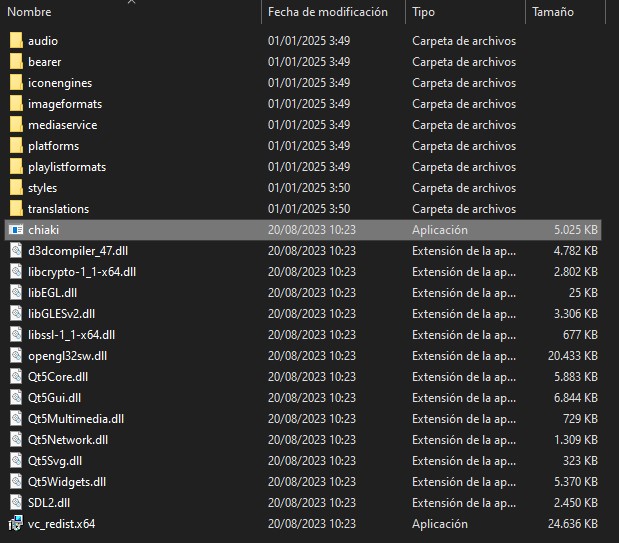 Nombre Fecha de modificación Tipo Tamaño
audio 01/01/2025 3:49 Carpeta de archivos
bearer 01/01/2025 3:49 Carpeta de archivos
iconengines 01/01/2025 3:49 Carpeta de archivos
imageformats 01/01/2025 3:49 Carpeta de archivos
mediaservice 01/01/2025 3:49 Carpeta de archivos
platforms 01/01/2025 3:49 Carpeta de archivos
playlistformats 01/01/2025 3:49 Carpeta de archivos
styles 01/01/2025 3:50 Carpeta de archivos
translations 01/01/2025 3:50 Carpeta de archivos
chiaki 20/08/2023 10:23 Aplicación 5.025 KB
d3dcompiler_47.dll 20/08/2023 10:23 Extensión de la ap... 4.782 KB
libcrypto-1_1-x64.dll 20/08/2023 10:23 Extensión de la ap... 2.802 KB
libEGL.dll 20/08/2023 10:23 Extensión de la ap... 25 KB
libGLESv2.dll 20/08/2023 10:23 Extensión de la ap... 3.306 KB
libssl-1_1-x64.dll 20/08/2023 10:23 Extensión de la ap... 677 KB
opengl32sw.dll 20/08/2023 10:23 Extensión de la ap... 20.433 KB
Qt5Core.dll 20/08/2023 10:23 Extensión de la ap... 5.883 KB
Qt5Gui.dll 20/08/2023 10:23 Extensión de la ap... 6.844 KB
Qt5Multimedia.dll 20/08/2023 10:23 Extensión de la ap... 729 KB
Qt5Network.dll 20/08/2023 10:23 Extensión de la ap... 1.309 KB
Qt5Svg.dll 20/08/2023 10:23 Extensión de la ap... 323 KB
Qt5Widgets.dll 20/08/2023 10:23 Extensión de la ap... 5.370 KB
SDL2.dll 20/08/2023 10:23 Extensión de la ap... 2.450 KB
vc_redist.x64 20/08/2023 10:23 Aplicación 24.636 KB